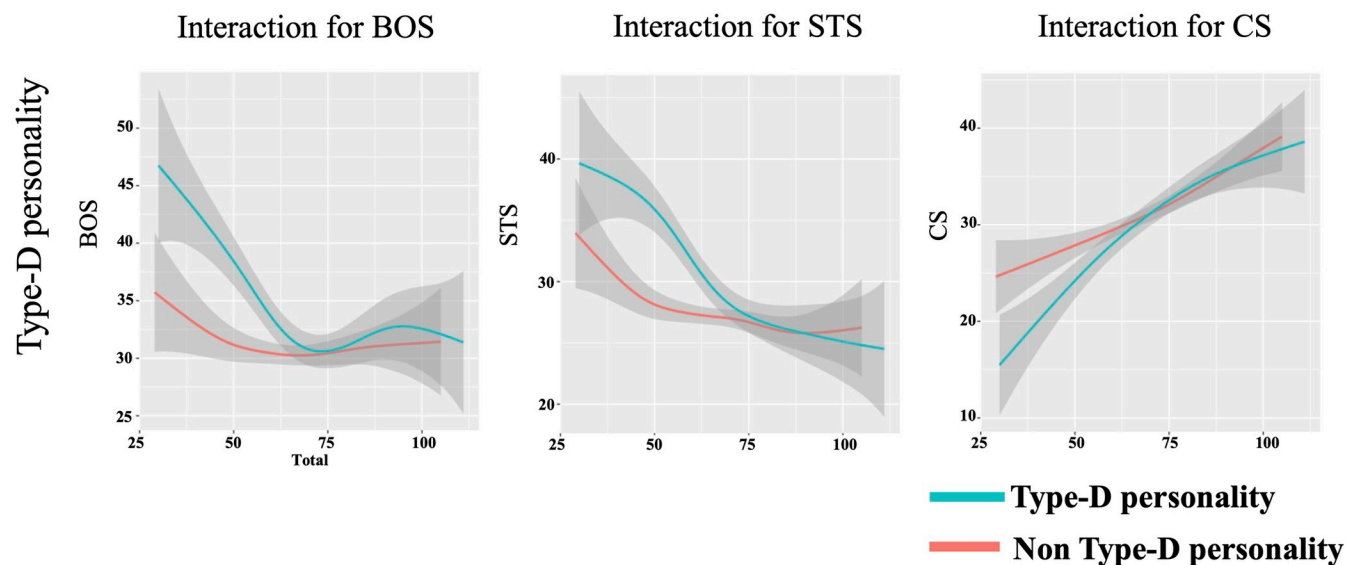 Interaction for BOS
Interaction for STS
Interaction for CS
Type-D personality
BOS
50
45
40
35
30
25
25
50
75
100
Total
STS
40
30
20
25
50
75
100
CS
40
30
20
10
25
50
75
100
Type-D personality
Non Type-D personality